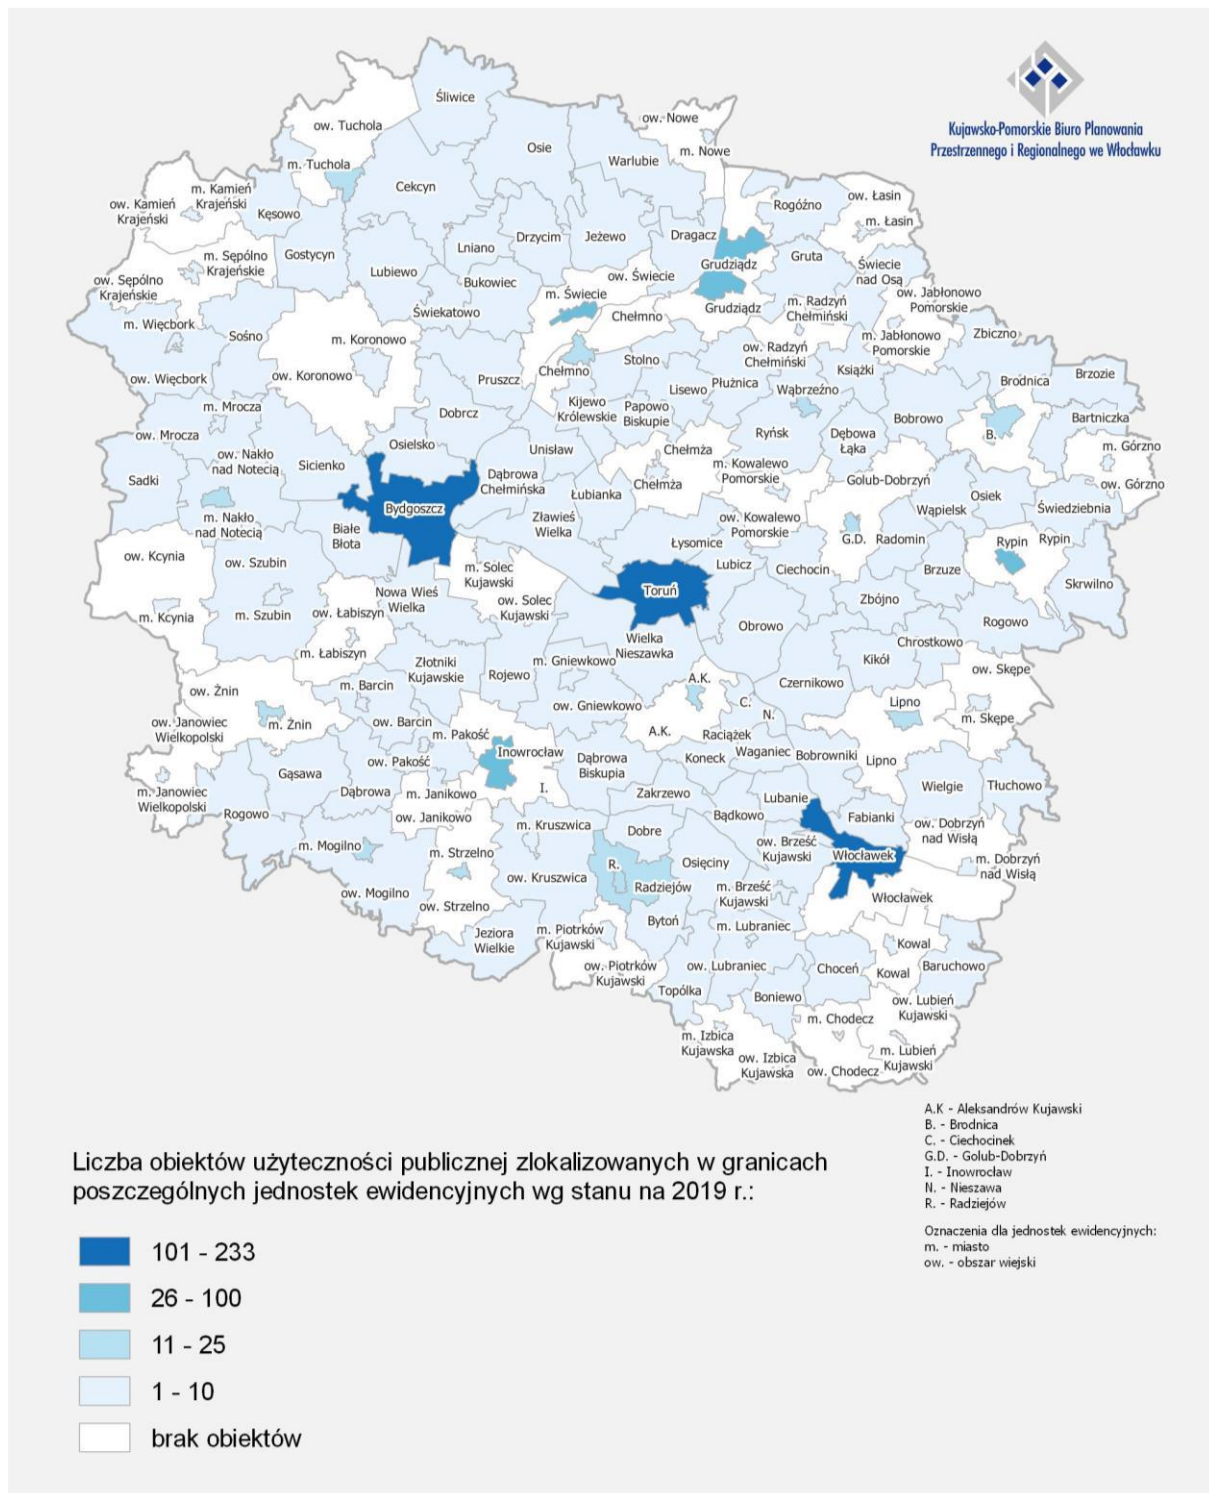 Kujawsko-Pomorskie Biuro Planowania
Przestrzennego i Regionalnego we Włocławku
Śliwice
ow. Tuchola
ow. Nowe
m. Nowe
Osie
Warlubie
m. Tuchola
Cekcyn
m. Kamień
Krajeński
ow. Kamień
Krajeński
Kęsowo
Rogóźno
ow. Łasin
m. Łasin
Gostycyn
Lniano
Drzycim
Jeżewo
Dragacz
Gruta
m. Sępólno
Krajeńskie
ow. Sępólno
Krajeńskie
Lubiewo
Bukowiec
ow. Świecie
Grudziądz
Świecie
nad Osą
m. Świecie
Świekatowo
Chełmno
Grudziądz
m. Radzyń
Chełmiński
ow. Jabłonowo
Pomorskie
m. Więcbork
Sośno
m. Koronowo
m. Jabłonowo
Pomorskie
Zbiczno
ow. Radzyń
Chełmiński
Stolno
ow. Więcbork
ow. Koronowo
Pruszcz
Chełmno
Lisewo
Płużnica
Wąbrzeźno
Książki
Brodnica
Brzozie
m. Mrocza
Dobrcz
Kijewo
Królewskie
Papowo
Biskupie
Bobrowo
Bartniczka
ow. Mrocza
Osielsko
Unisław
Chełmża
Ryńsk
Dębowa
Łąka
B.
m. Górzno
ow. Nakło
nad Notecią
Sicienko
Dąbrowa
Chełmińska
m. Kowalewo
Pomorskie
Sadki
Chełmża
Golub-Dobrzyń
ow. Górzno
Łubianka
Osiek
Bydgoszcz
Wąpielsk
Świedziebnia
m. Nakło
nad Notecią
Białe
Błota
Zławieś
Wielka
ow. Kowalewo
Pomorskie
G.D.
Radomin
Rypin
Rypin
ow. Kcynia
ow. Szubin
Łysomice
m. Solec
Kujawski
Lubicz
Ciechocin
Brzuze
Skrwilno
Nowa Wieś
Wielka
Toruń
Zbójno
m. Kcynia
m. Szubin
ow. Łabiszyn
ow. Solec
Kujawski
Obrowo
Rogowo
Wielka
Nieszawka
Chrostkowo
m. Łabiszyn
Złotniki
Kujawskie
m. Gniewkowo
Kikół
Rojewo
ow. Skępe
ow. Żnin
m. Barcin
A.K.
Czernikowo
ow. Gniewkowo
C.
Lipno
ow. Janowiec
Wielkopolski
m. Żnin
ow. Barcin
N.
m. Skępe
m. Pakość
A.K.
Raciążek
Inowrocław
Waganiec
Bobrowniki
ow. Pakość
Dąbrowa
Biskupia
Koneck
Lipno
Gąsawa
I.
m. Janowiec
Wielkopolski
Dąbrowa
m. Janikowo
Zakrzewo
Lubanie
Wielgie
Tłuchowo
Rogowo
ow. Janikowo
Bądkowo
Fabianki
m. Kruszwica
Dobre
ow. Dobrzyń
nad Wisłą
m. Mogilno
m. Strzelno
ow. Brześć
Kujawski
Włocławek
R.
Osięciny
m. Dobrzyń
nad Wisłą
ow. Kruszwica
Radziejów
ow. Mogilno
m. Brześć
Kujawski
Włocławek
ow. Strzelno
Bytoń
m. Lubraniec
Jeziora
Wielkie
m. Piotrków
Kujawski
Kowal
ow. Piotrków
Kujawski
ow. Lubraniec
Choceń
Kowal
Baruchowo
Topólka
Boniewo
ow. Lubień
Kujawski
m. Chodecz
m. Izbica
Kujawska
m. Lubień
Kujawski
ow. Izbica
Kujawska
ow. Chodecz
A.K - Aleksandrów Kujawski
B. - Brodnica
C. - Ciechocinek
G.D. - Golub-Dobrzyń
I. - Inowrocław
N. - Nieszawa
R. - Radziejów
Oznaczenia dla jednostek ewidencyjnych:
m. - miasto
ow. - obszar wiejski
Liczba obiektów użyteczności publicznej zlokalizowanych w granicach
poszczególnych jednostek ewidencyjnych wg stanu na 2019 r.:
101 - 233
26 - 100
11 - 25
1 - 10
brak obiektów